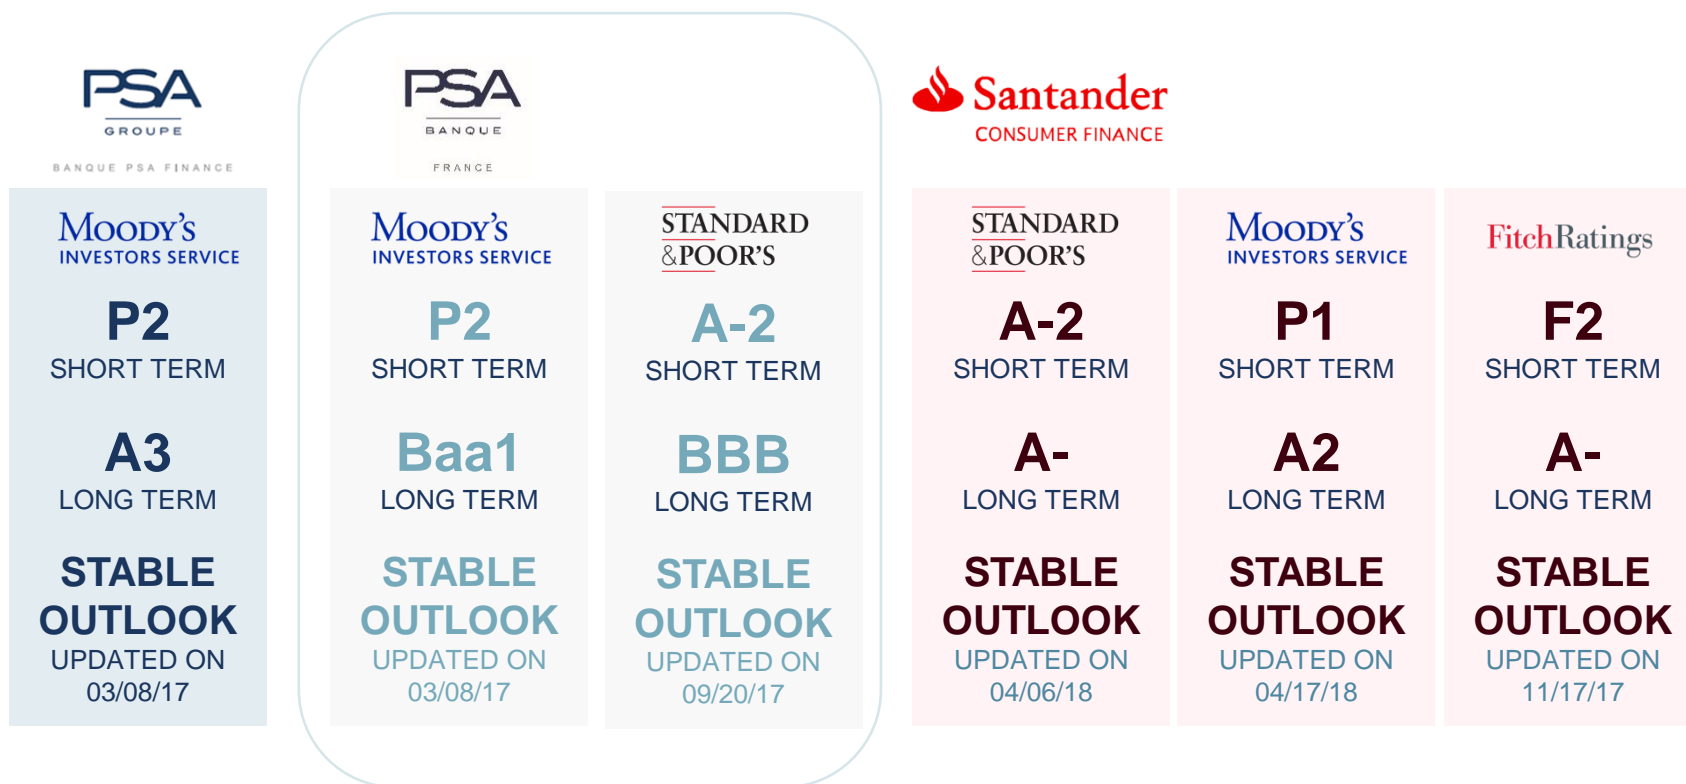 PSA
GROUPE
BANQUE PSA FINANCE
MOODY'S
INVESTORS SERVICE
P2
SHORT TERM
A3
LONG TERM
STABLE
OUTLOOK
UPDATED ON
03/08/17
PSA
BANQUE
FRANCE
MOODY'S
INVESTORS SERVICE
P2
SHORT TERM
Baa1
LONG TERM
STABLE
OUTLOOK
UPDATED ON
03/08/17
STANDARD
&POOR'S
A-2
SHORT TERM
BBB
LONG TERM
STABLE
OUTLOOK
UPDATED ON
09/20/17
Santander
CONSUMER FINANCE
STANDARD
&POOR'S
A-2
SHORT TERM
A-
LONG TERM
STABLE
OUTLOOK
UPDATED ON
04/06/18
MOODY'S
INVESTORS SERVICE
P1
SHORT TERM
A2
LONG TERM
STABLE
OUTLOOK
UPDATED ON
04/17/18
FitchRatings
F2
SHORT TERM
A-
LONG TERM
STABLE
OUTLOOK
UPDATED ON
11/17/17